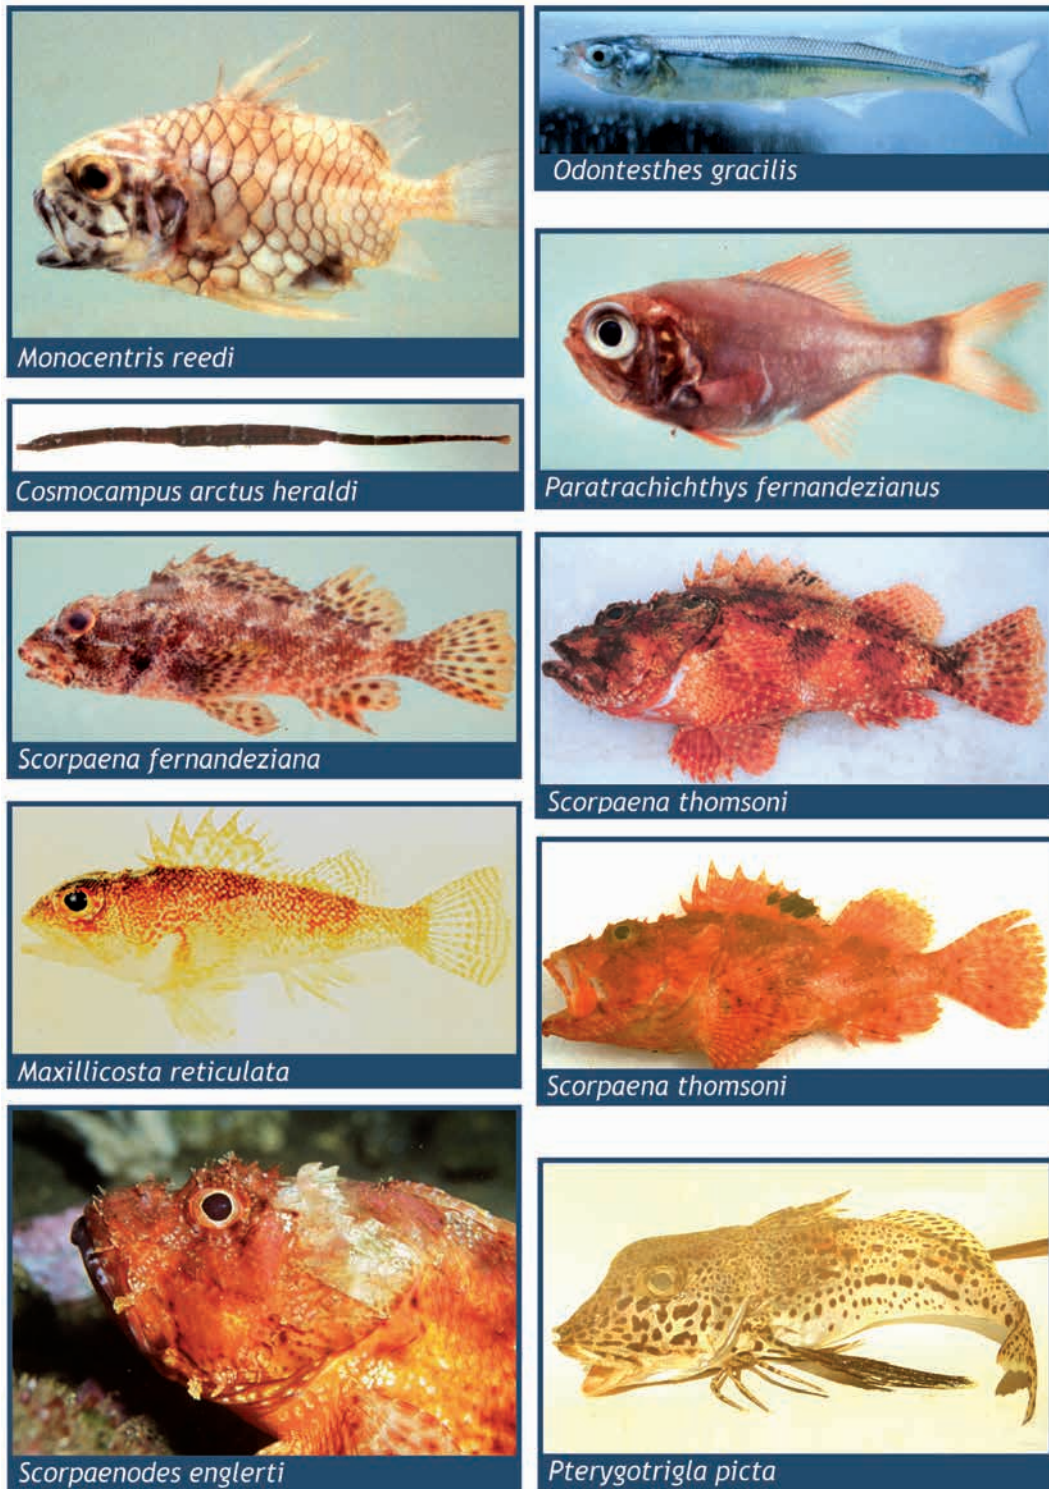 Monocentris reedi
Odontesthes gracilis
Cosmocampus arctus heraldi
Paratrachichthys fernandezianus
Scorpaena fernandeziana
Scorpaena thomsoni
Maxillicosta reticulata
Scorpaena thomsoni
Scorpaenodes englerti
Pterygotrigla picta